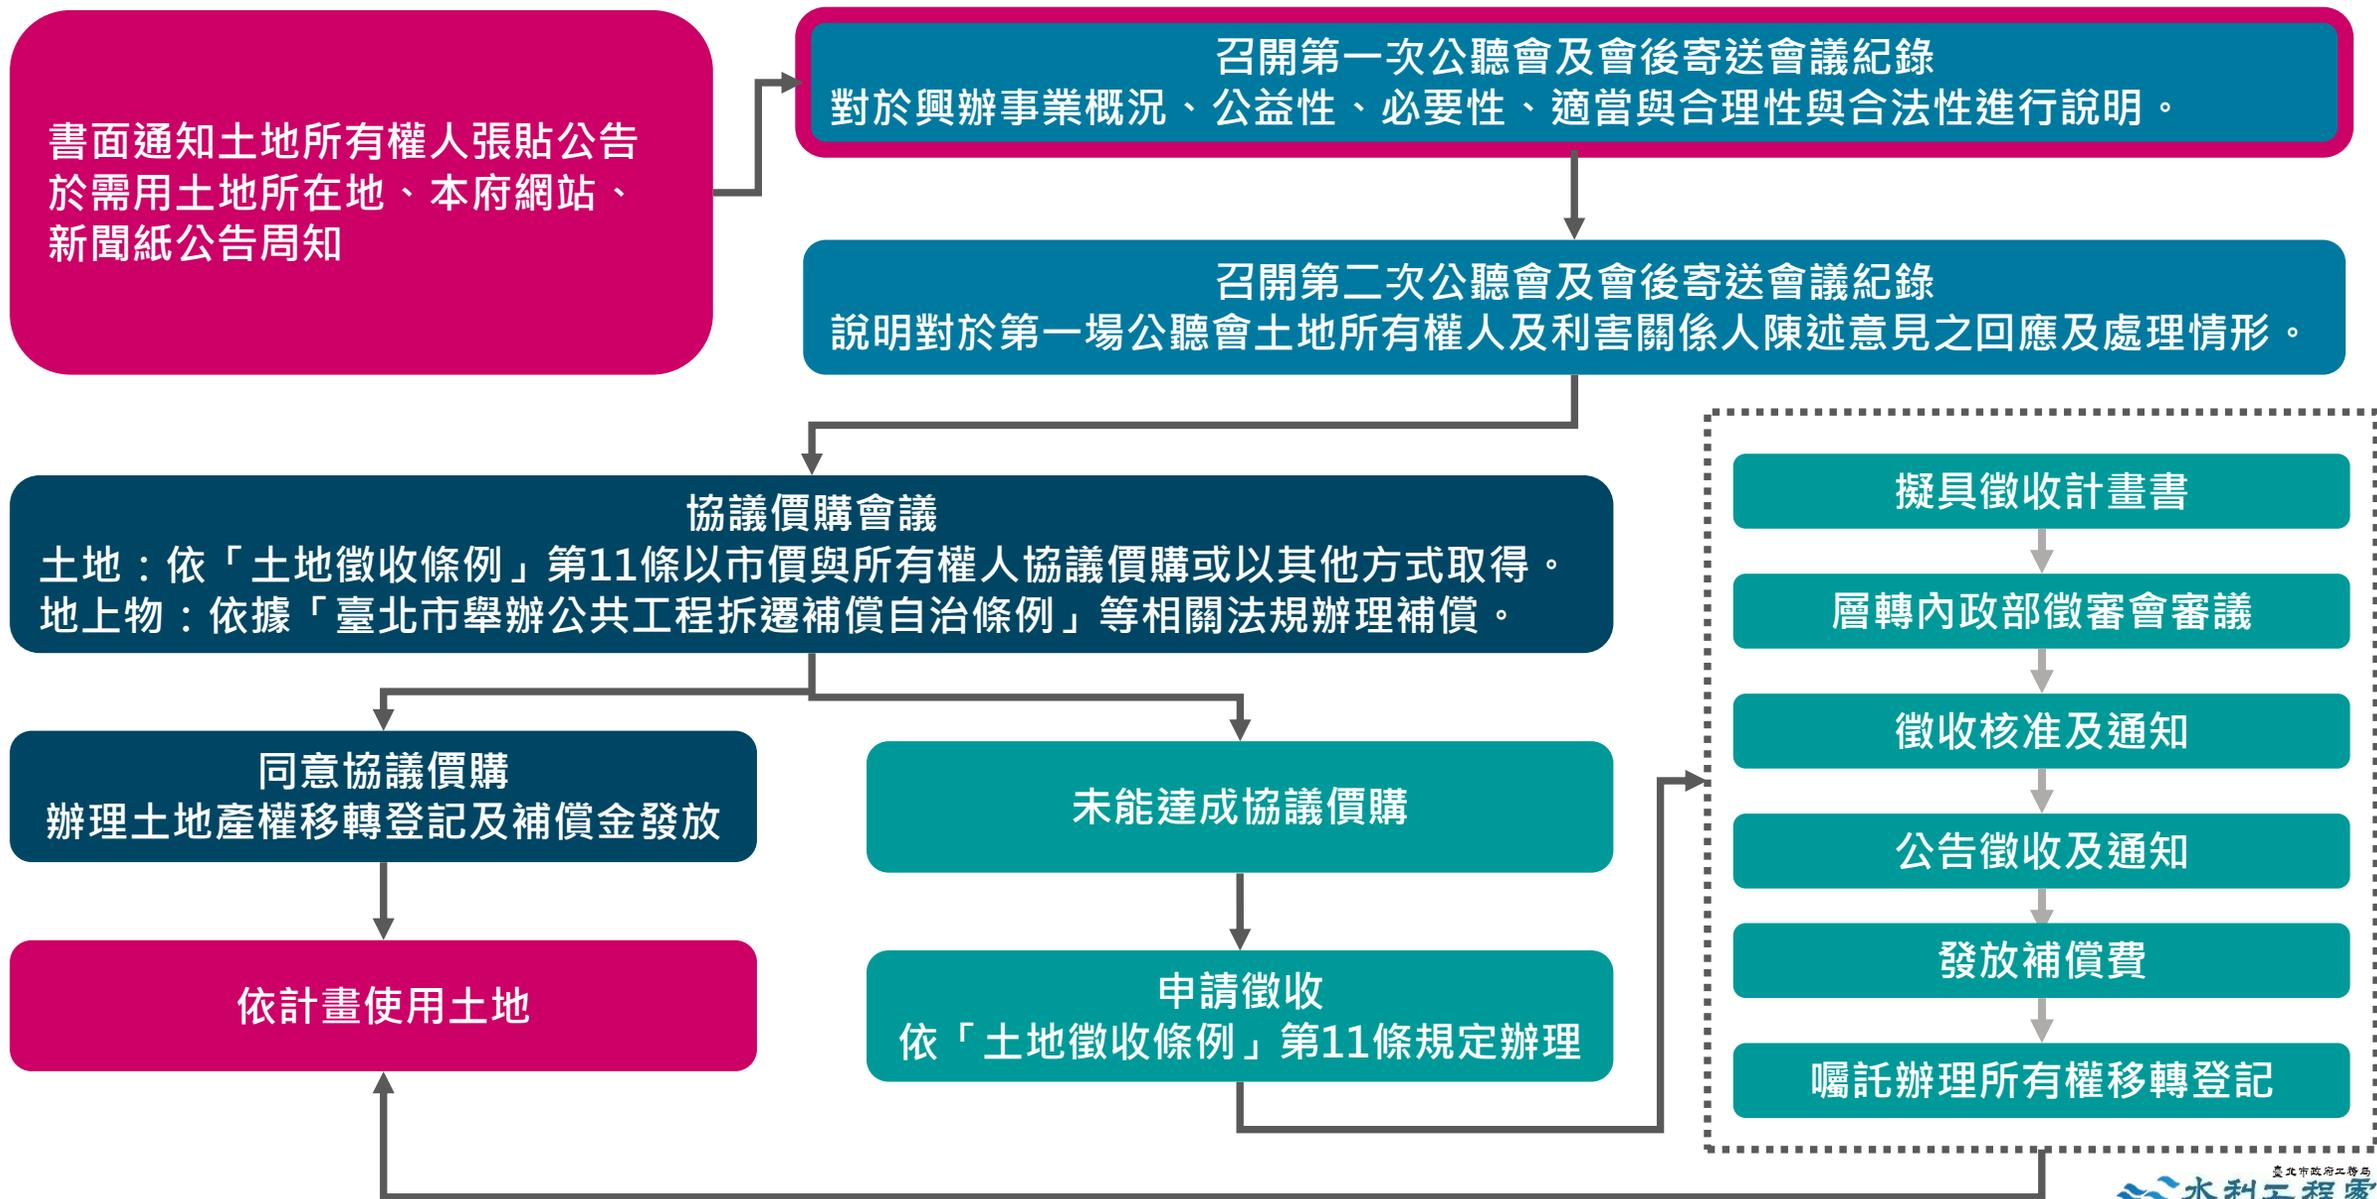 書面通知土地所有權人張貼公告
於需用土地所在地、本府網站、
新聞紙公告周知
召開第一次公聽會及會後寄送會議紀錄
對於興辦事業概況、公益性、必要性、適當與合理性與合法性進行說明。
召開第二次公聽會及會後寄送會議紀錄
說明對於第一場公聽會土地所有權人及利害關係人陳述意見之回應及處理情形。
協議價購會議
土地：依「土地徵收條例」第11條以市價與所有權人協議價購或以其他方式取得。
地上物：依據「臺北市舉辦公共工程拆遷補償自治條例」等相關法規辦理補償。
同意協議價購
辦理土地產權移轉登記及補償金發放
依計畫使用土地
未能達成協議價購
申請徵收
依「土地徵收條例」第11條規定辦理
擬具徵收計畫書
層轉內政部徵審會審議
徵收核准及通知
公告徵收及通知
發放補償費
囑託辦理所有權移轉登記
臺北市政府工務局
水利工程處